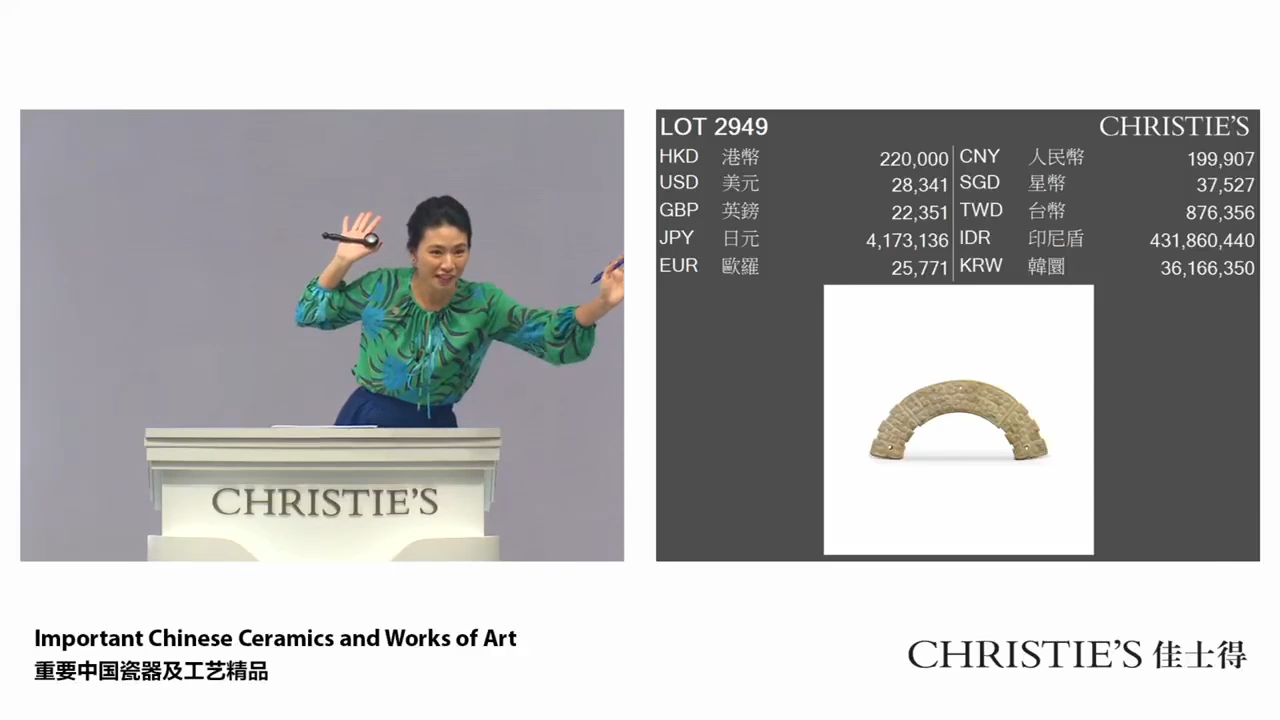 CHRISTIE'S
LOT 2949 CHRISTIE'S
HKD 港幣 220,000 CNY 人民幣 199,907
USD 美元 28,341 SGD 星幣 37,527
GBP 英鎊 22,351 TWD 台幣 876,356
JPY 日元 4,173,136 IDR 印尼盾 431,860,440
EUR 歐羅 25,771 KRW 韓圜 36,166,350
Important Chinese Ceramics and Works of Art
重要中国瓷器及工艺精品
CHRISTIE'S 佳士得